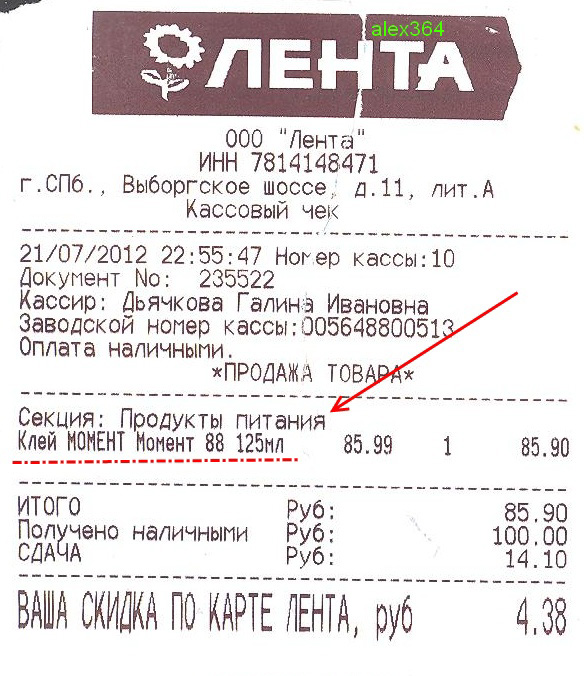 alex364
ЛЕНТА
ООО "Лента"
ИНН 7814148471
г.СПб., Выборгское шоссе, д.11, лит.А
Кассовый чек
21/07/2012 22:55:47 Номер кассы:10
Документ No: 235522
Кассир: Дьячкова Галина Ивановна
Заводской номер кассы:005648800513
Оплата наличными.
*ПРОДАЖА ТОВАРА*
Секция: Продукты питания
Клей МОМЕНТ Момент 88 125мл 85.99 1 85.90
ИТОГО Руб: 85.90
Получено наличными Руб: 100.00
СДАЧА Руб: 14.10
ВАША СКИДКА ПО КАРТЕ ЛЕНТА, руб 4.38